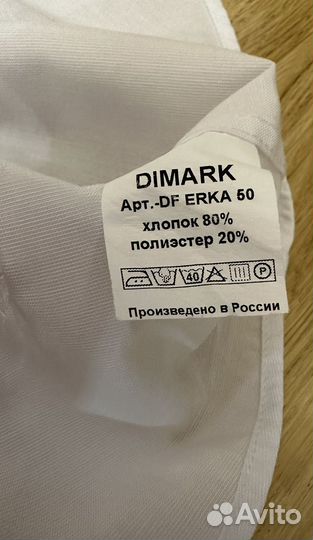 DIMARK
Арт.-DF ERKA 50
хлопок 80%
полиэстер 20%
40 P
Произведено в России
Avito